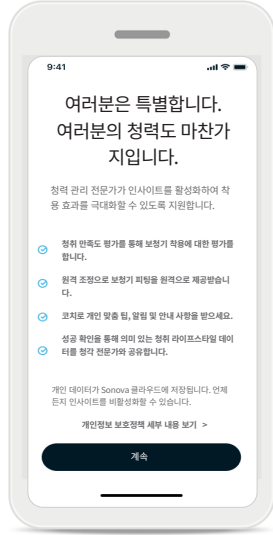 9:41
여러분은 특별합니다.
여러분의 청력도 마찬가
지입니다.
청력 관리 전문가가 인사이트를 활성화하여 착
용 효과를 극대화할 수 있도록 지원합니다.
청취 만족도 평가를 통해 보청기 착용에 대한 평가를
합니다.
원격 조정으로 보청기 피팅을 원격으로 제공받습니
다.
코치로 개인 맞춤 팁, 알림 및 안내 사항을 받으세요.
성공 확인을 통해 의미 있는 청취 라이프스타일 데이
터를 청각 전문가와 공유합니다.
개인 데이터가 Sonova 클라우드에 저장됩니다. 언제
든지 인사이트를 비활성화할 수 있습니다.
개인정보 보호정책 세부 내용 보기 >
계속